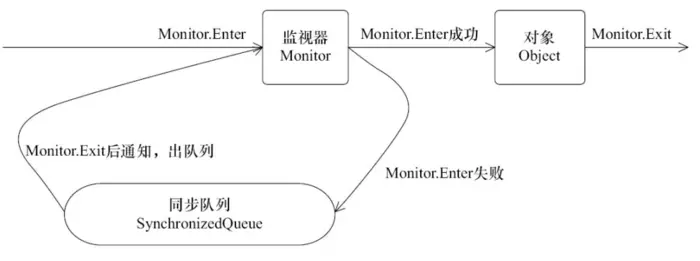 Monitor.Enter
监视器
Monitor
Monitor.Enter成功
对象
Object
Monitor.Exit
Monitor.Exit后通知，出队列
Monitor.Enter失败
同步队列
SynchronizedQueue